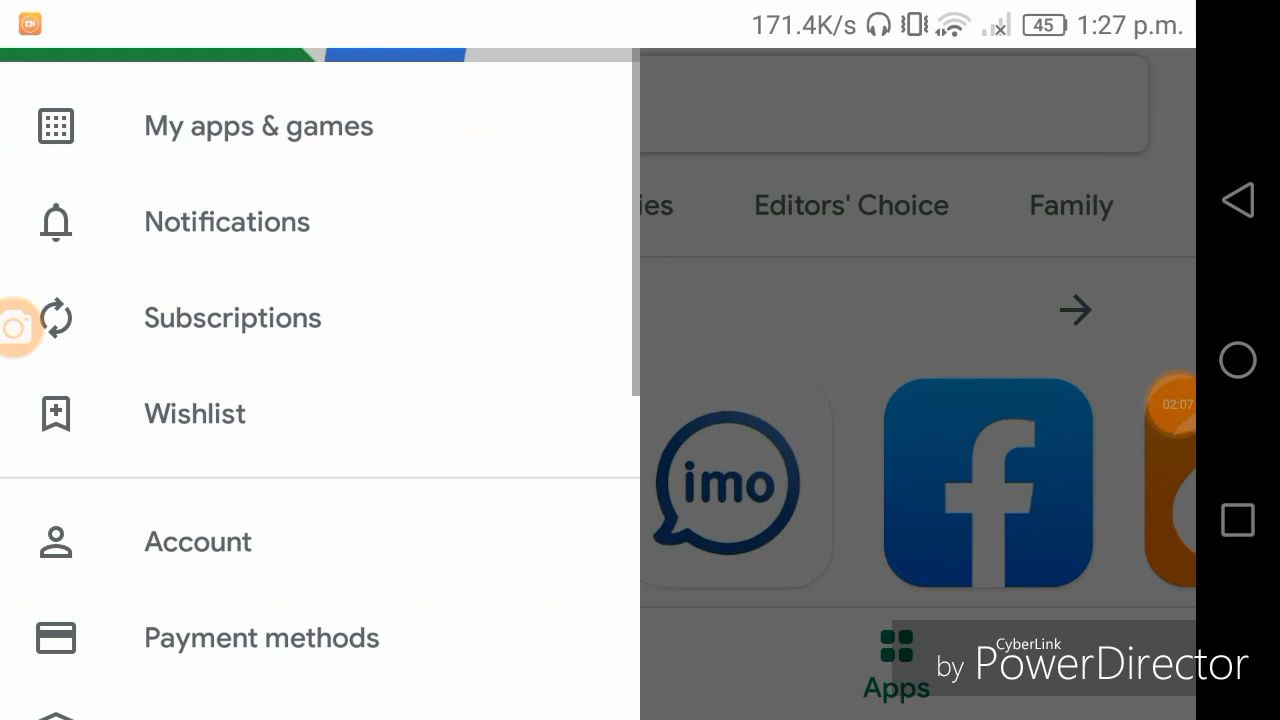 171.4K/s 45 1:27 p.m.
My apps & games
Notifications
Subscriptions
Wishlist
Account
Payment methods
ies Editors' Choice Family
imo
02:07
Apps
CyberLink
by PowerDirector